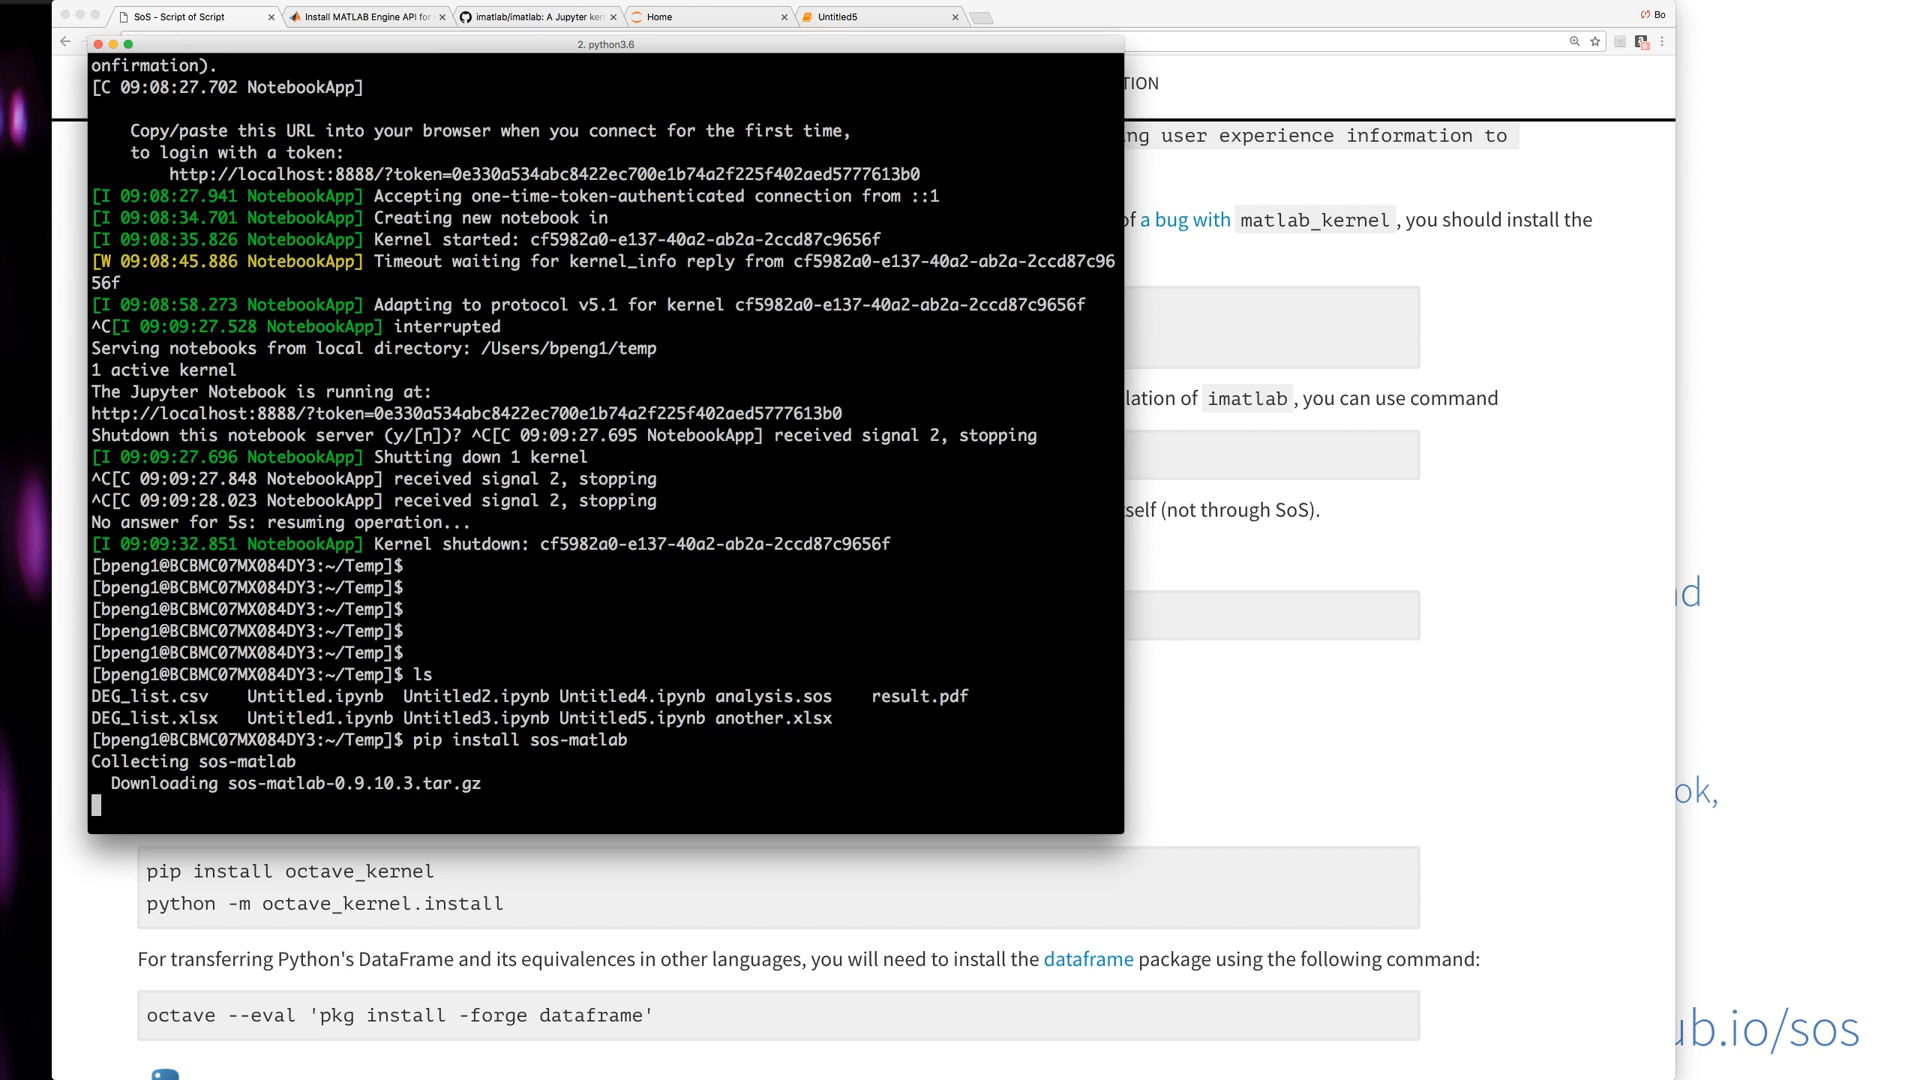 SoS - Script of Script
Install MATLAB Engine API for
imatlab/imatlab: A Jupyter ker
Home
Untitled5
Bo
2. python3.6
onfirmation).
[C 09:08:27.702 NotebookApp]
Copy/paste this URL into your browser when you connect for the first time,
to login with a token:
http://localhost:8888/?token=0e330a534abc8422ec700e1b74a2f225f402aed5777613b0
[I 09:08:27.941 NotebookApp] Accepting one-time-token-authenticated connection from ::1
[I 09:08:34.701 NotebookApp] Creating new notebook in
[I 09:08:35.826 NotebookApp] Kernel started: cf5982a0-e137-40a2-ab2a-2ccd87c9656f
[W 09:08:45.886 NotebookApp] Timeout waiting for kernel_info reply from cf5982a0-e137-40a2-ab2a-2ccd87c96
56f
[I 09:08:58.273 NotebookApp] Adapting to protocol v5.1 for kernel cf5982a0-e137-40a2-ab2a-2ccd87c9656f
^C[I 09:09:27.528 NotebookApp] interrupted
Serving notebooks from local directory: /Users/bpeng1/temp
1 active kernel
The Jupyter Notebook is running at:
http://localhost:8888/?token=0e330a534abc8422ec700e1b74a2f225f402aed5777613b0
Shutdown this notebook server (y/[n])? ^C[C 09:09:27.695 NotebookApp] received signal 2, stopping
[I 09:09:27.696 NotebookApp] Shutting down 1 kernel
^C[C 09:09:27.848 NotebookApp] received signal 2, stopping
^C[C 09:09:28.023 NotebookApp] received signal 2, stopping
No answer for 5s: resuming operation...
[I 09:09:32.851 NotebookApp] Kernel shutdown: cf5982a0-e137-40a2-ab2a-2ccd87c9656f
[bpeng1@BCBMC07MX084DY3:~/Temp]$
[bpeng1@BCBMC07MX084DY3:~/Temp]$
[bpeng1@BCBMC07MX084DY3:~/Temp]$
[bpeng1@BCBMC07MX084DY3:~/Temp]$
[bpeng1@BCBMC07MX084DY3:~/Temp]$
[bpeng1@BCBMC07MX084DY3:~/Temp]$ ls
DEG_list.csv Untitled.ipynb Untitled2.ipynb Untitled4.ipynb analysis.sos result.pdf
DEG_list.xlsx Untitled1.ipynb Untitled3.ipynb Untitled5.ipynb another.xlsx
[bpeng1@BCBMC07MX084DY3:~/Temp]$ pip install sos-matlab
Collecting sos-matlab
Downloading sos-matlab-0.9.10.3.tar.gz
TION
ng user experience information to
of a bug with matlab_kernel, you should install the
lation of imatlab, you can use command
self (not through SoS).
nd
ok,
pip install octave_kernel
python -m octave_kernel.install
For transferring Python's DataFrame and its equivalences in other languages, you will need to install the dataframe package using the following command:
octave --eval 'pkg install -forge dataframe'
ub.io/sos